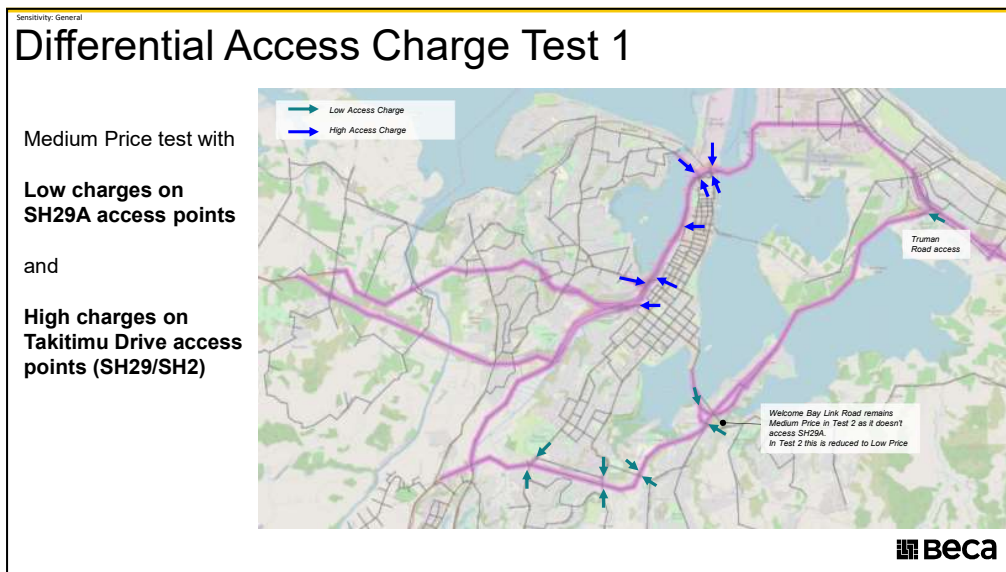 Sensitivity: General
Differential Access Charge Test 1
Medium Price test with
Low charges on
SH29A access points
and
High charges on
Takitimu Drive access
points (SH29/SH2)
Low Access Charge
High Access Charge
Truman
Road access
Welcome Bay Link Road remains
Medium Price in Test 2 as it doesn't
access SH29A.
In Test 2 this is reduced to Low Price
Beca